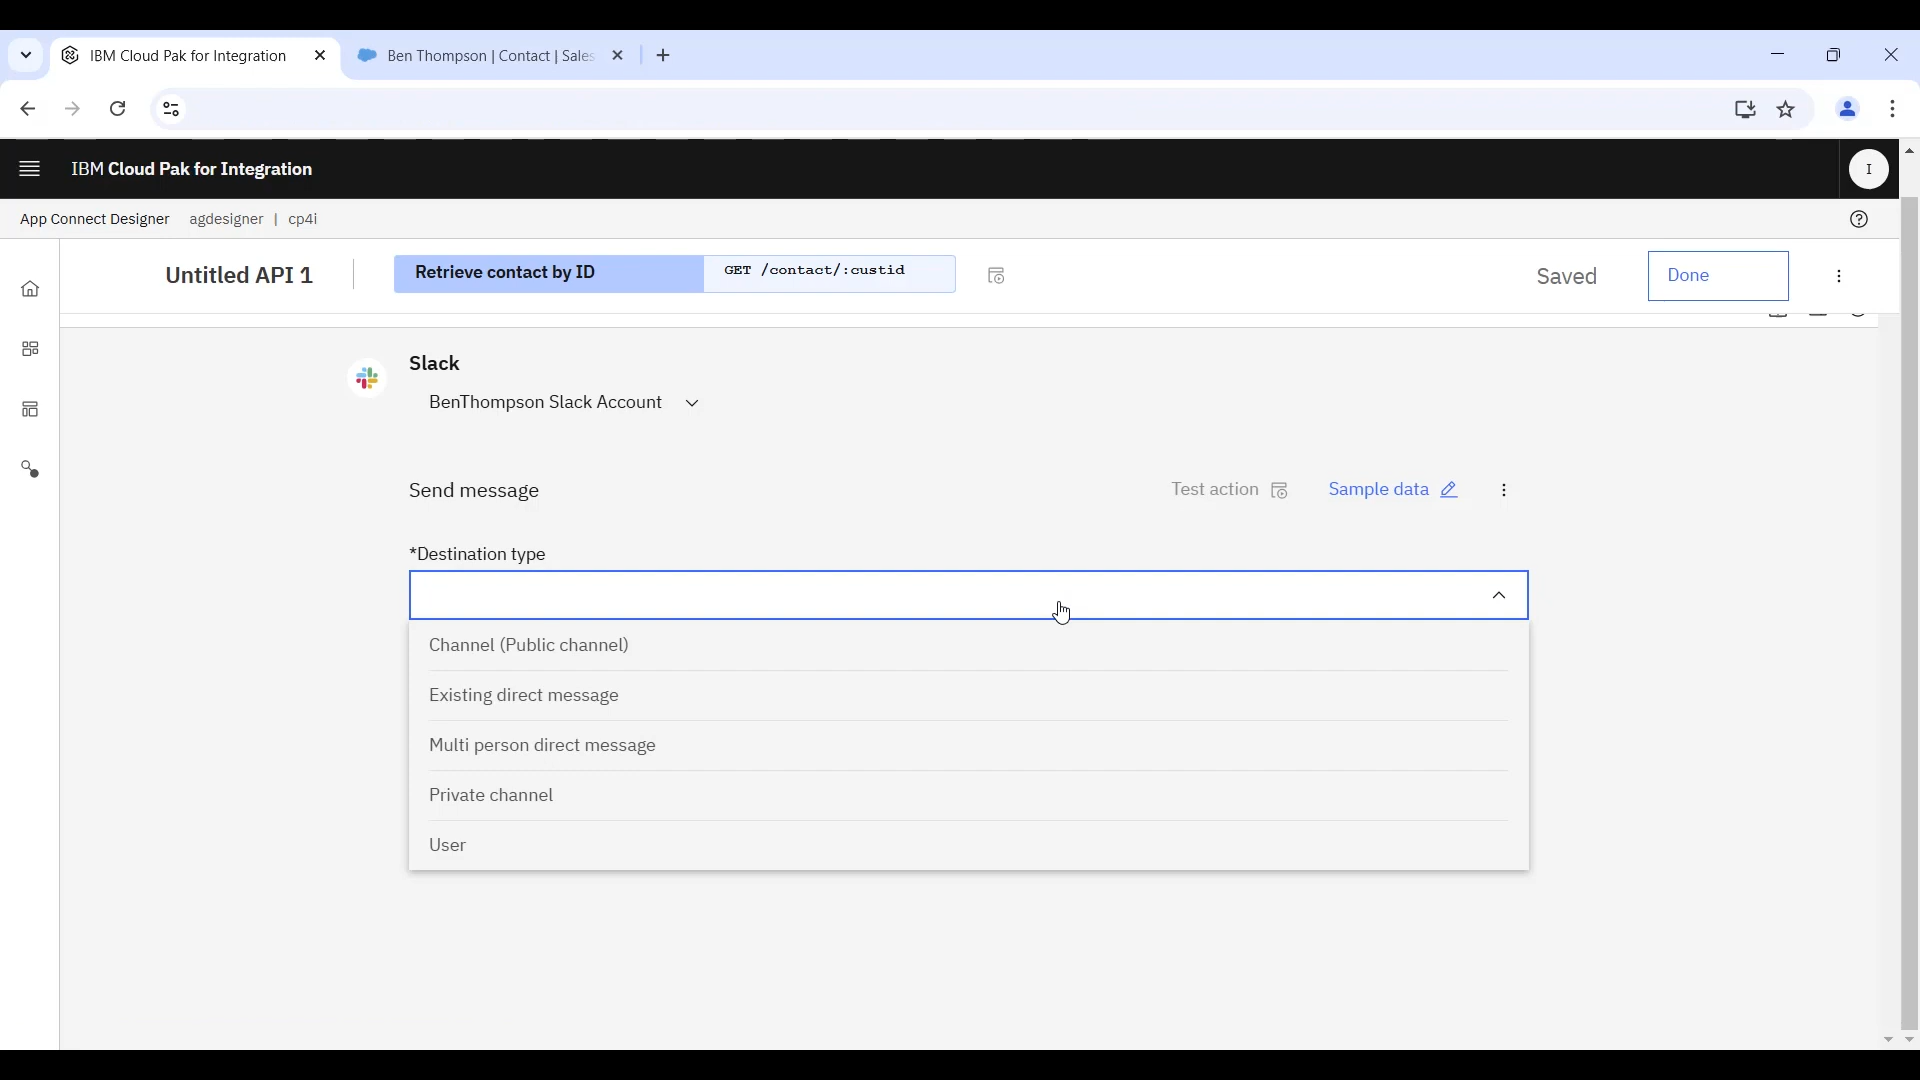 IBM Cloud Pak for Integration
Ben Thompson | Contact | Sales
IBM Cloud Pak for Integration
I
App Connect Designer agdesigner | cp4i
Untitled API 1
Retrieve contact by ID
GET /contact/:custid
Saved
Done
Slack
BenThompson Slack Account
Send message
Test action
Sample data
*Destination type
Channel (Public channel)
Existing direct message
Multi person direct message
Private channel
User